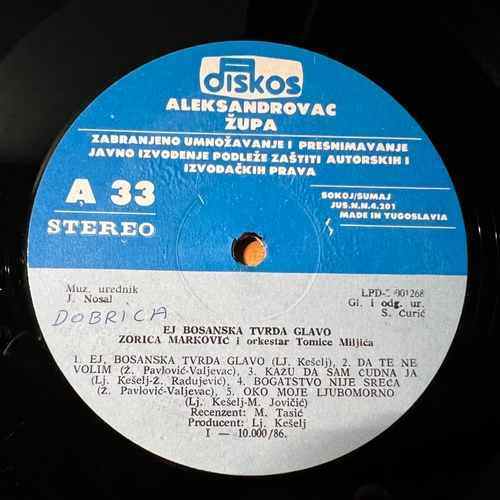 diskos
ALEKSANDROVAC
ŽUPA
ZABRANJENO UMNOŽAVANJE I PRESNIMAVANJE
JAVNO IZVOĐENJE PODLEŽE ZAŠTITI AUTORSKIH I
IZVOĐAČKIH PRAVA
A 33
STEREO
SOKOJ/SUMAJ
JUS.N.N.4.201
MADE IN YUGOSLAVIA
Muz. urednik
J. Nosal
DOBRICA
LPD- 001268
Gl. i odg. ur.
S. Ćurić
EJ BOSANSKA TVRDA GLAVO
ZORICA MARKOVIĆ i orkestar Tomice Miljića
1. EJ, BOSANSKA TVRDA GLAVO (LJ. Kešelj), 2. DA TE NE
VOLIM (Ž. Pavlović-Valjevac), 3. KAŽU DA SAM ČUDNA JA
(Lj. Kešelj-Ž. Radujević), 4. BOGATSTVO NIJE SREĆA (Ž.
Pavlović-Valjevac), 5. OKO MOJE LJUBOMORNO
(Lj. Kešelj-M. Jovičić)
Recenzent: M. Tasić
Producent: Lj. Kešelj
I — 10.000/86.